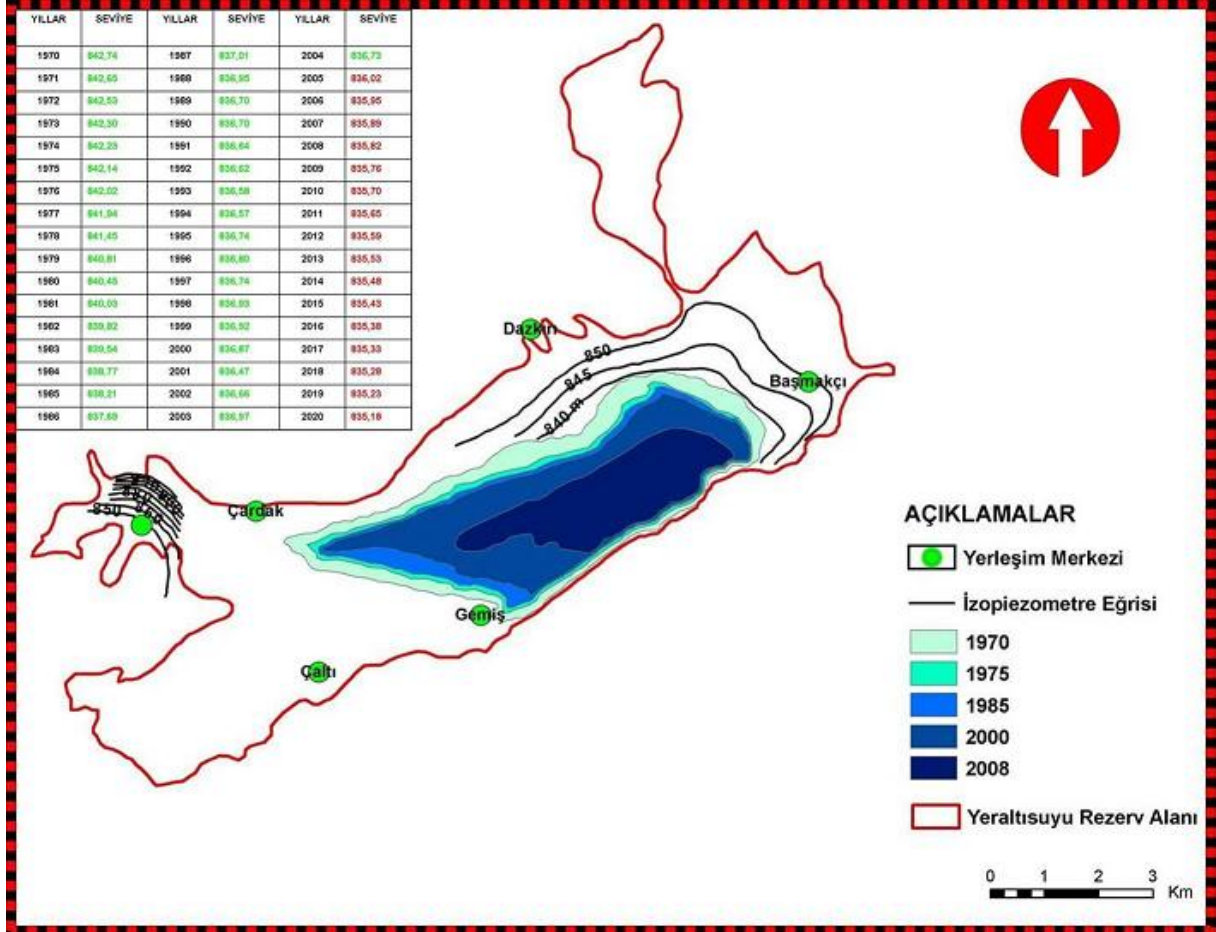 YILLAR SEVİYE YILLAR SEVİYE YILLAR SEVİYE
1970 842,74 1987 837,01 2004 836,73
1971 842,65 1988 836,95 2005 836,02
1972 842,53 1989 836,70 2006 835,95
1973 842,30 1990 836,70 2007 835,89
1974 842,23 1991 836,64 2008 835,82
1975 842,14 1992 836,62 2009 835,76
1976 842,02 1993 836,58 2010 835,70
1977 841,94 1994 836,57 2011 835,65
1978 841,45 1995 836,74 2012 835,59
1979 840,81 1996 836,80 2013 835,53
1980 840,45 1997 836,74 2014 835,48
1981 840,03 1998 836,93 2015 835,43
1982 839,82 1999 836,92 2016 835,38
1983 839,54 2000 836,87 2017 835,33
1984 838,77 2001 836,47 2018 835,28
1985 838,21 2002 836,66 2019 835,23
1986 837,69 2003 836,97 2020 835,18
Dazkırı
850
845
840 m
Başmakçı
850
860
880
Çardak
Gemiş
Çaltı
AÇIKLAMALAR
Yerleşim Merkezi
İzopiezometre Eğrisi
1970
1975
1985
2000
2008
Yeraltısuyu Rezerv Alanı
0 1 2 3
Km